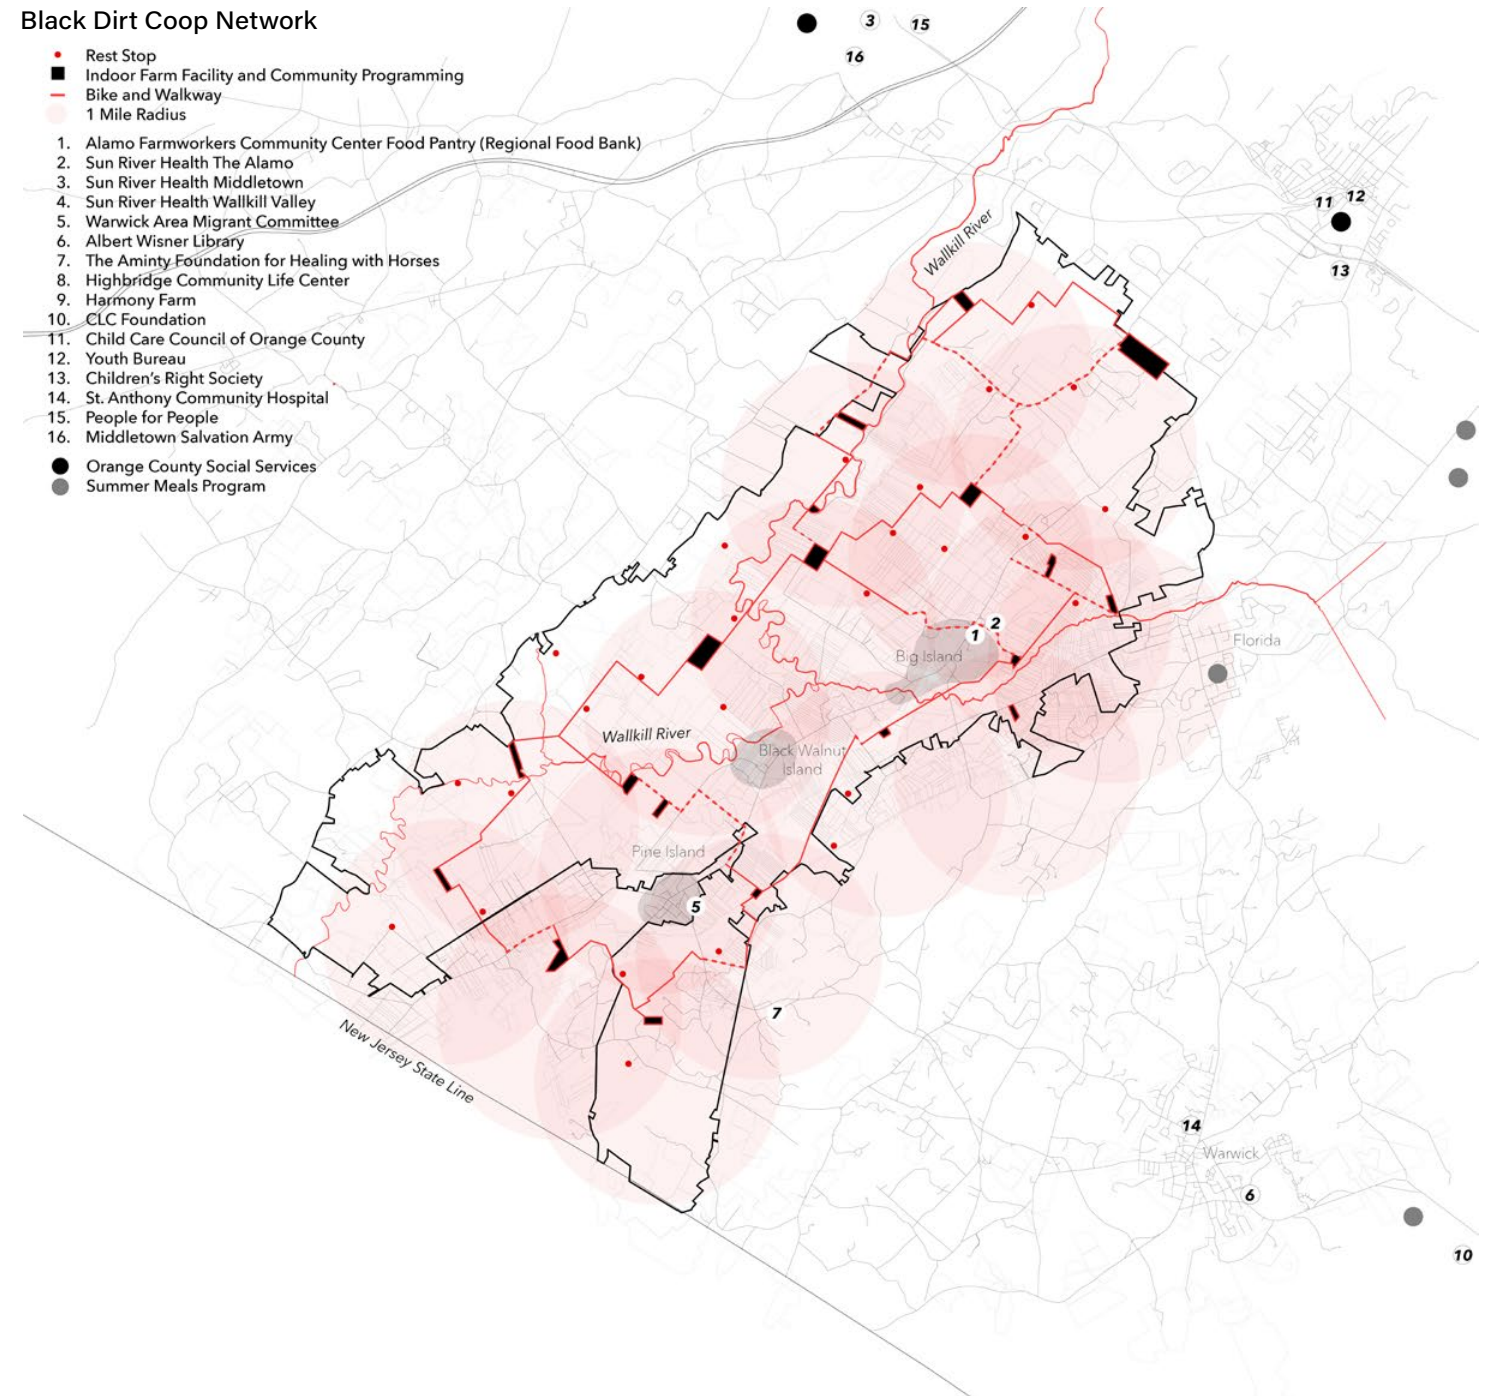 Black Dirt Coop Network
Rest Stop
Indoor Farm Facility and Community Programming
Bike and Walkway
1 Mile Radius
1. Alamo Farmworkers Community Center Food Pantry (Regional Food Bank)
2. Sun River Health The Alamo
3. Sun River Health Middletown
4. Sun River Health Wallkill Valley
5. Warwick Area Migrant Committee
6. Albert Wisner Library
7. The Aminty Foundation for Healing with Horses
8. Highbridge Community Life Center
9. Harmony Farm
10. CLC Foundation
11. Child Care Council of Orange County
12. Youth Bureau
13. Children's Right Society
14. St. Anthony Community Hospital
15. People for People
16. Middletown Salvation Army
Orange County Social Services
Summer Meals Program
3
15
16
11
12
13
Wallkill River
2
1
Big Island
Florida
Wallkill River
Black Walnut
Island
Pine Island
5
7
New Jersey State Line
14
Warwick
6
10